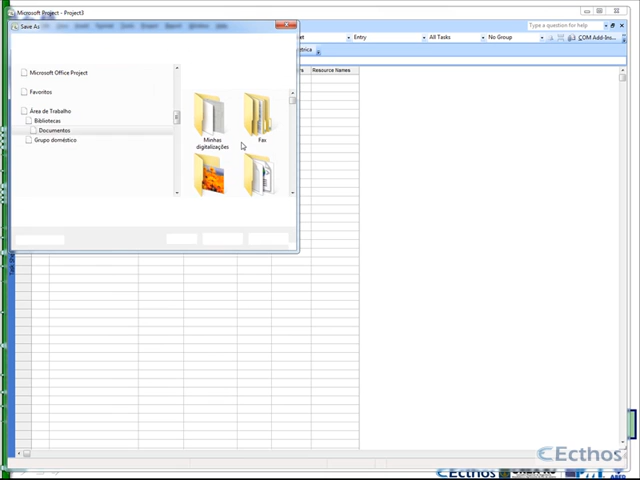 Microsoft Project - Project3
Save As
Type a question for help
Entry
All Tasks
No Group
COM Add-Ins...
Resource Names
Microsoft Office Project
Favoritos
Área de Trabalho
Bibliotecas
Documentos
Grupo doméstico
Minhas digitalizações
Fax
Ecthos
Ecthos